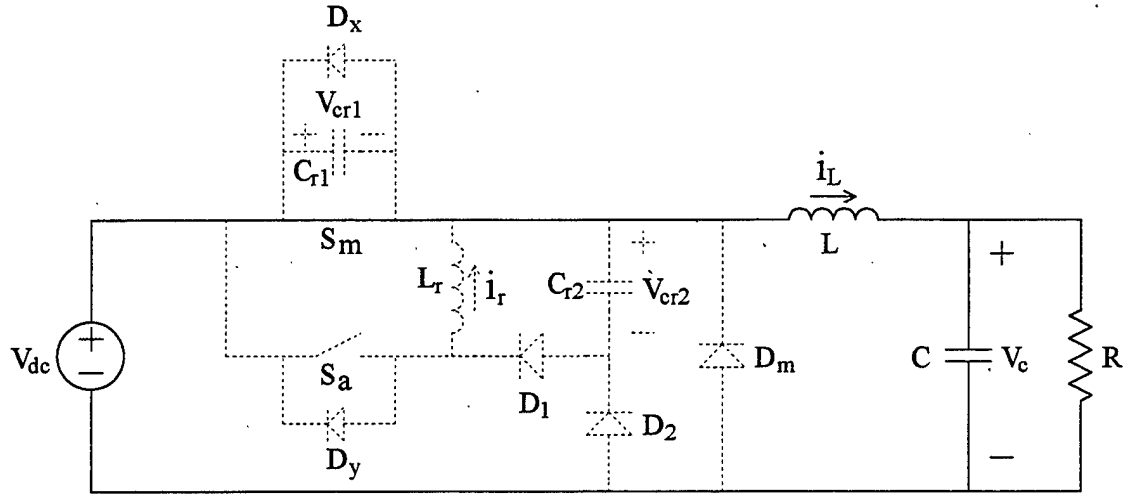 Dx
Vcr1
+ −
Cr1
iL
Sm
L
Lr
ir
Cr2
+
Vcr2
−
+
Vdc
+
−
Sa
D1
Dm
C
Vc
R
Dy
D2
−